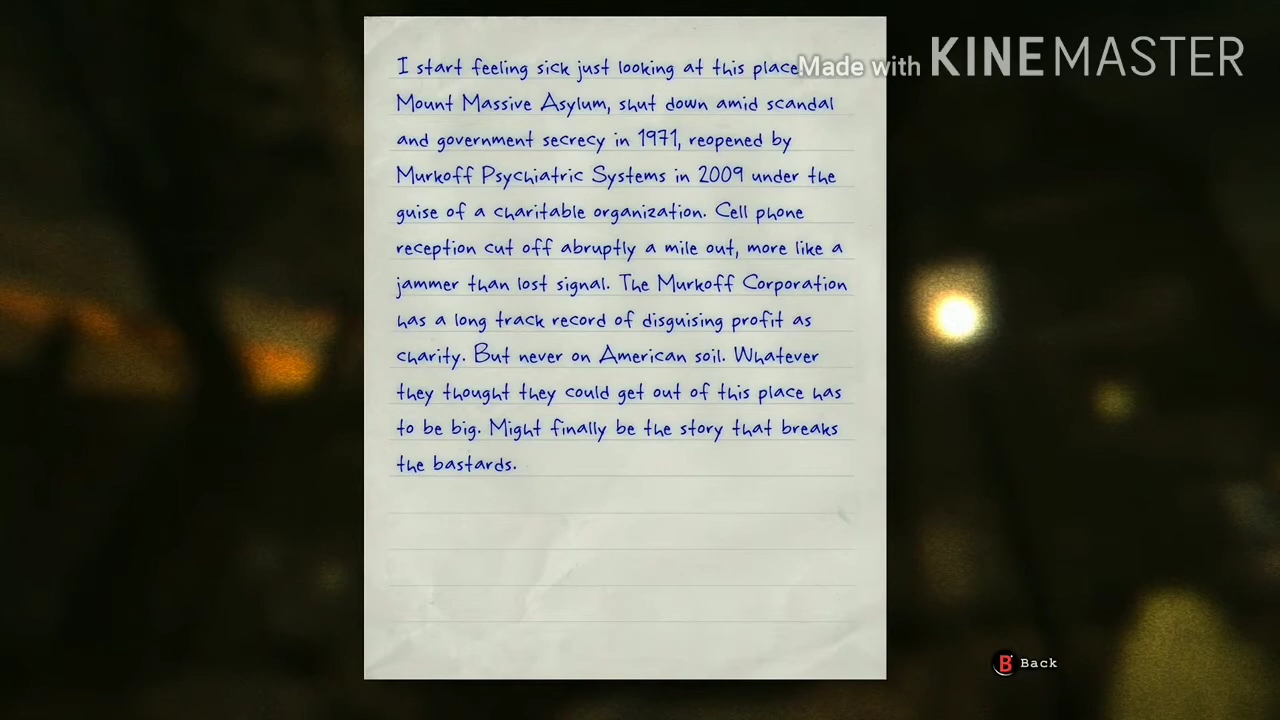 I start feeling sick just looking at this place
Made with KINEMASTER
Mount Massive Asylum, shut down amid scandal
and government secrecy in 1971, reopened by
Murkoff Psychiatric Systems in 2009 under the
guise of a charitable organization. Cell phone
reception cut off abruptly a mile out, more like a
jammer than lost signal. The Murkoff Corporation
has a long track record of disguising profit as
charity. But never on American soil. Whatever
they thought they could get out of this place has
to be big. Might finally be the story that breaks
the bastards.
B Back